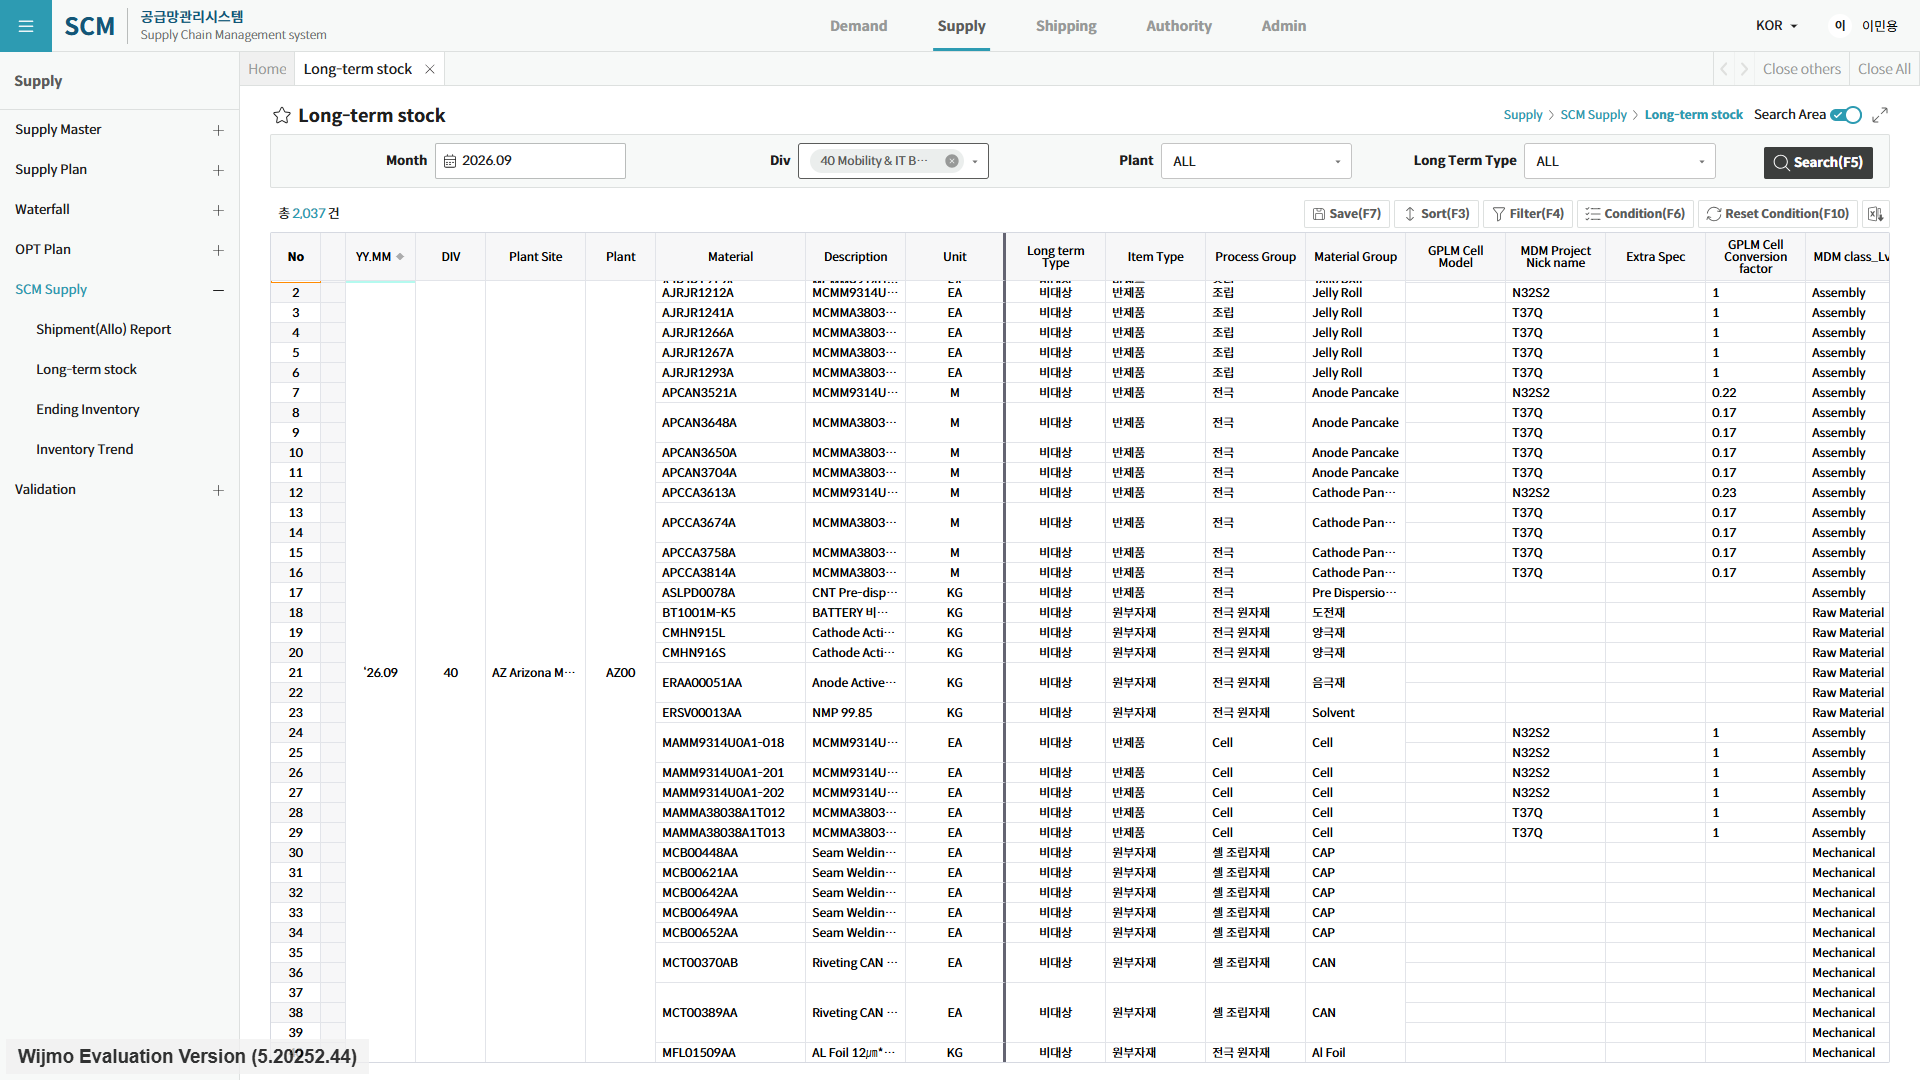 SCM
공급망관리시스템
Supply Chain Management system
Demand
Supply
Shipping
Authority
Admin
KOR
이
이민용
Supply
Home
Long-term stock
Close others
Close All
Supply Master
Supply Plan
Waterfall
OPT Plan
SCM Supply
Shipment(Allo) Report
Long-term stock
Ending Inventory
Inventory Trend
Validation
Long-term stock
Supply > SCM Supply > Long-term stock
Search Area
Month 2026.09
Div 40 Mobility & IT B···
Plant ALL
Long Term Type ALL
Search(F5)
총 2,037 건
Save(F7)
Sort(F3)
Filter(F4)
Condition(F6)
Reset Condition(F10)
No YY.MM DIV Plant Site Plant Material Description Unit Long term Type Item Type Process Group Material Group GPLM Cell Model MDM Project Nick name Extra Spec GPLM Cell Conversion factor MDM class_Lv
2 AJRJR1212A MCMM9314U··· EA 비대상 반제품 조립 Jelly Roll N32S2 1 Assembly
3 AJRJR1241A MCMMA3803··· EA 비대상 반제품 조립 Jelly Roll T37Q 1 Assembly
4 AJRJR1266A MCMMA3803··· EA 비대상 반제품 조립 Jelly Roll T37Q 1 Assembly
5 AJRJR1267A MCMMA3803··· EA 비대상 반제품 조립 Jelly Roll T37Q 1 Assembly
6 AJRJR1293A MCMMA3803··· EA 비대상 반제품 조립 Jelly Roll T37Q 1 Assembly
7 APCAN3521A MCMM9314U··· M 비대상 반제품 전극 Anode Pancake N32S2 0.22 Assembly
8 T37Q 0.17 Assembly
APCAN3648A MCMMA3803··· M 비대상 반제품 전극 Anode Pancake
9 T37Q 0.17 Assembly
10 APCAN3650A MCMMA3803··· M 비대상 반제품 전극 Anode Pancake T37Q 0.17 Assembly
11 APCAN3704A MCMMA3803··· M 비대상 반제품 전극 Anode Pancake T37Q 0.17 Assembly
12 APCCA3613A MCMM9314U··· M 비대상 반제품 전극 Cathode Pan··· N32S2 0.23 Assembly
13 T37Q 0.17 Assembly
APCCA3674A MCMMA3803··· M 비대상 반제품 전극 Cathode Pan···
14 T37Q 0.17 Assembly
15 APCCA3758A MCMMA3803··· M 비대상 반제품 전극 Cathode Pan··· T37Q 0.17 Assembly
16 APCCA3814A MCMMA3803··· M 비대상 반제품 전극 Cathode Pan··· T37Q 0.17 Assembly
17 ASLPD0078A CNT Pre-disp··· KG 비대상 반제품 전극 Pre Dispersio··· Assembly
18 BT1001M-K5 BATTERY 비··· KG 비대상 원부자재 전극 원자재 도전재 Raw Material
19 CMHN915L Cathode Acti··· KG 비대상 원부자재 전극 원자재 양극재 Raw Material
20 CMHN916S Cathode Acti··· KG 비대상 원부자재 전극 원자재 양극재 Raw Material
21 '26.09 40 AZ Arizona M··· AZ00 Raw Material
ERAA00051AA Anode Active··· KG 비대상 원부자재 전극 원자재 음극재
22 Raw Material
23 ERSV00013AA NMP 99.85 KG 비대상 원부자재 전극 원자재 Solvent Raw Material
24 N32S2 1 Assembly
MAMM9314U0A1-018 MCMM9314U··· EA 비대상 반제품 Cell Cell
25 N32S2 1 Assembly
26 MAMM9314U0A1-201 MCMM9314U··· EA 비대상 반제품 Cell Cell N32S2 1 Assembly
27 MAMM9314U0A1-202 MCMM9314U··· EA 비대상 반제품 Cell Cell N32S2 1 Assembly
28 MAMMA38038A1T012 MCMMA3803··· EA 비대상 반제품 Cell Cell T37Q 1 Assembly
29 MAMMA38038A1T013 MCMMA3803··· EA 비대상 반제품 Cell Cell T37Q 1 Assembly
30 MCB00448AA Seam Weldin··· EA 비대상 원부자재 셀 조립자재 CAP Mechanical
31 MCB00621AA Seam Weldin··· EA 비대상 원부자재 셀 조립자재 CAP Mechanical
32 MCB00642AA Seam Weldin··· EA 비대상 원부자재 셀 조립자재 CAP Mechanical
33 MCB00649AA Seam Weldin··· EA 비대상 원부자재 셀 조립자재 CAP Mechanical
34 MCB00652AA Seam Weldin··· EA 비대상 원부자재 셀 조립자재 CAP Mechanical
35 Mechanical
MCT00370AB Riveting CAN ··· EA 비대상 원부자재 셀 조립자재 CAN
36 Mechanical
37 Mechanical
38 MCT00389AA Riveting CAN ··· EA 비대상 원부자재 셀 조립자재 CAN Mechanical
39 Mechanical
MFL01509AA AL Foil 12㎛*··· KG 비대상 원부자재 전극 원자재 Al Foil Mechanical
Wijmo Evaluation Version (5.20252.44)